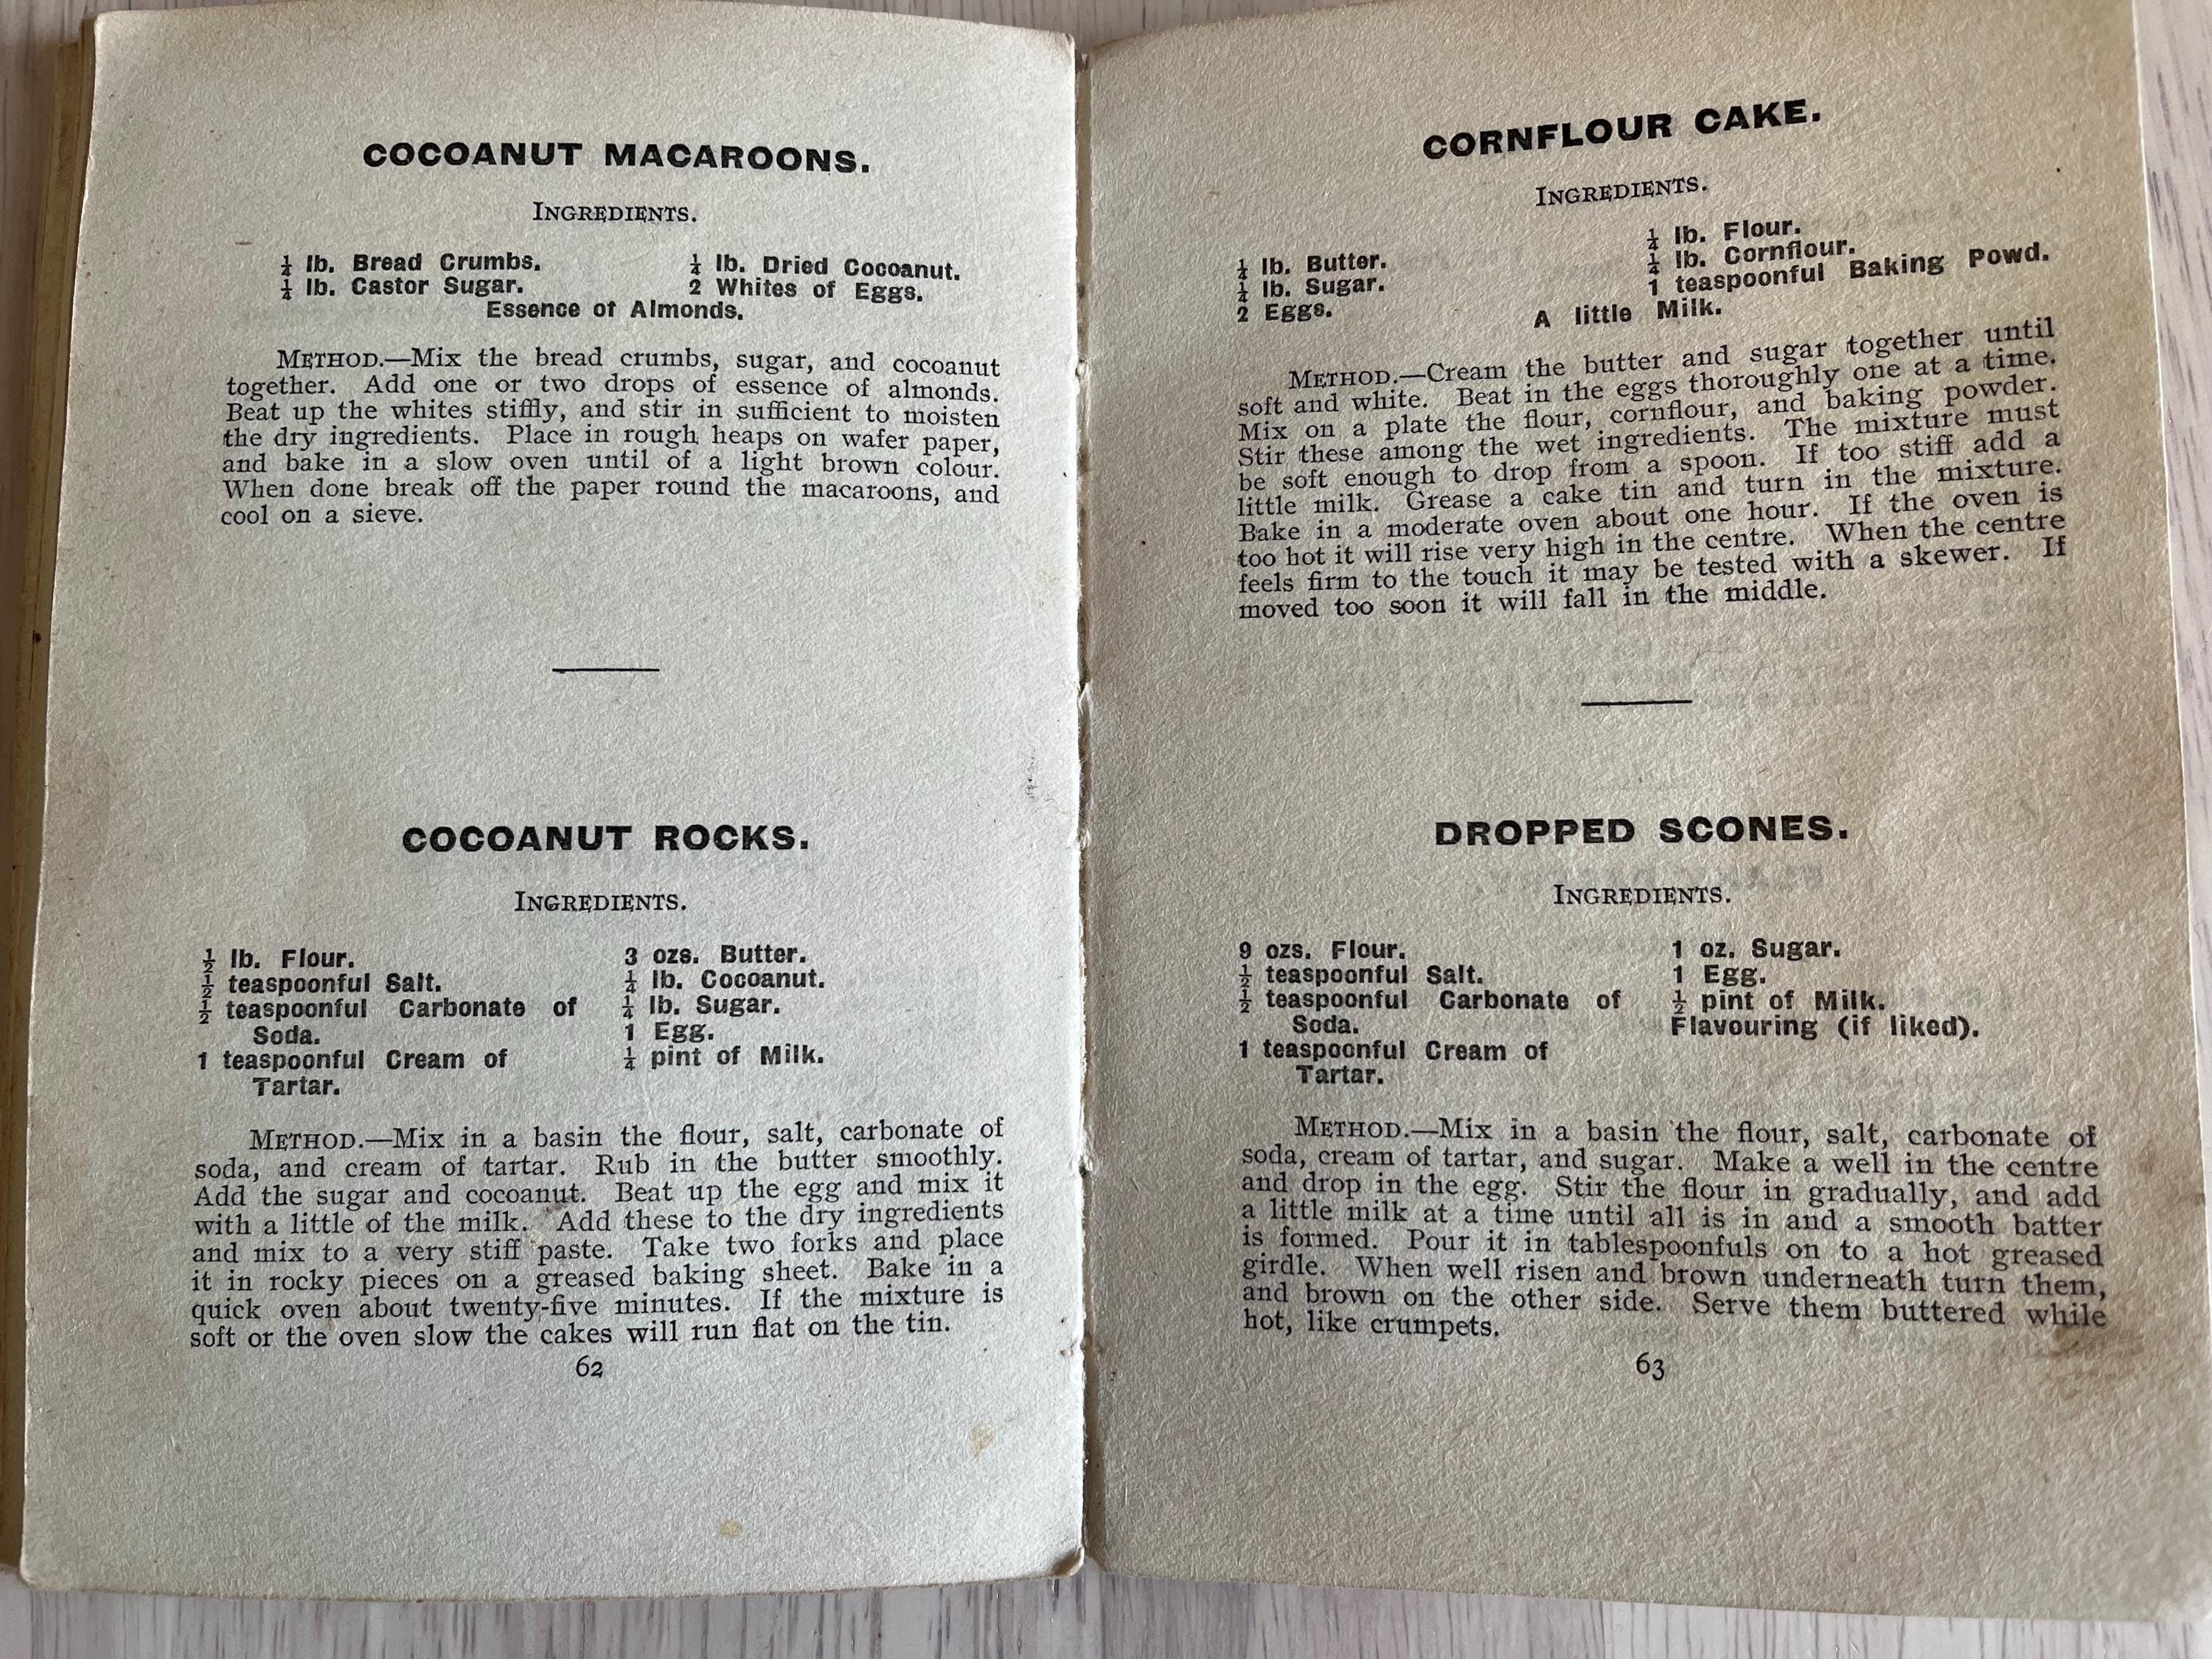 COCOANUT MACAROONS.
INGREDIENTS.
¼ lb. Bread Crumbs.
¼ lb. Castor Sugar.
¼ lb. Dried Cocoanut.
2 Whites of Eggs.
Essence of Almonds.
METHOD.—Mix the bread crumbs, sugar, and cocoanut
together. Add one or two drops of essence of almonds.
Beat up the whites stiffly, and stir in sufficient to moisten
the dry ingredients. Place in rough heaps on wafer paper,
and bake in a slow oven until of a light brown colour.
When done break off the paper round the macaroons, and
cool on a sieve.
COCOANUT ROCKS.
INGREDIENTS.
½ lb. Flour.
½ teaspoonful Salt.
½ teaspoonful Carbonate of
Soda.
1 teaspoonful Cream of
Tartar.
3 ozs. Butter.
¼ lb. Cocoanut.
¼ lb. Sugar.
1 Egg.
¼ pint of Milk.
METHOD.—Mix in a basin the flour, salt, carbonate of
soda, and cream of tartar. Rub in the butter smoothly.
Add the sugar and cocoanut. Beat up the egg and mix it
with a little of the milk. Add these to the dry ingredients
and mix to a very stiff paste. Take two forks and place
it in rocky pieces on a greased baking sheet. Bake in a
quick oven about twenty-five minutes. If the mixture is
soft or the oven slow the cakes will run flat on the tin.
62
CORNFLOUR CAKE.
INGREDIENTS.
¼ lb. Butter.
¼ lb. Sugar.
2 Eggs.
¼ lb. Flour.
¼ lb. Cornflour.
1 teaspoonful Baking Powd.
A little Milk.
METHOD.—Cream the butter and sugar together until
soft and white. Beat in the eggs thoroughly one at a time.
Mix on a plate the flour, cornflour, and baking powder.
Stir these among the wet ingredients. The mixture must
be soft enough to drop from a spoon. If too stiff add a
little milk. Grease a cake tin and turn in the mixture.
Bake in a moderate oven about one hour. If the oven is
too hot it will rise very high in the centre. When the centre
feels firm to the touch it may be tested with a skewer. If
moved too soon it will fall in the middle.
DROPPED SCONES.
INGREDIENTS.
9 ozs. Flour.
½ teaspoonful Salt.
½ teaspoonful Carbonate of
Soda.
1 teaspoonful Cream of
Tartar.
1 oz. Sugar.
1 Egg.
½ pint of Milk.
Flavouring (if liked).
METHOD.—Mix in a basin the flour, salt, carbonate of
soda, cream of tartar, and sugar. Make a well in the centre
and drop in the egg. Stir the flour in gradually, and add
a little milk at a time until all is in and a smooth batter
is formed. Pour it in tablespoonfuls on to a hot greased
girdle. When well risen and brown underneath turn them,
and brown on the other side. Serve them buttered while
hot, like crumpets.
63